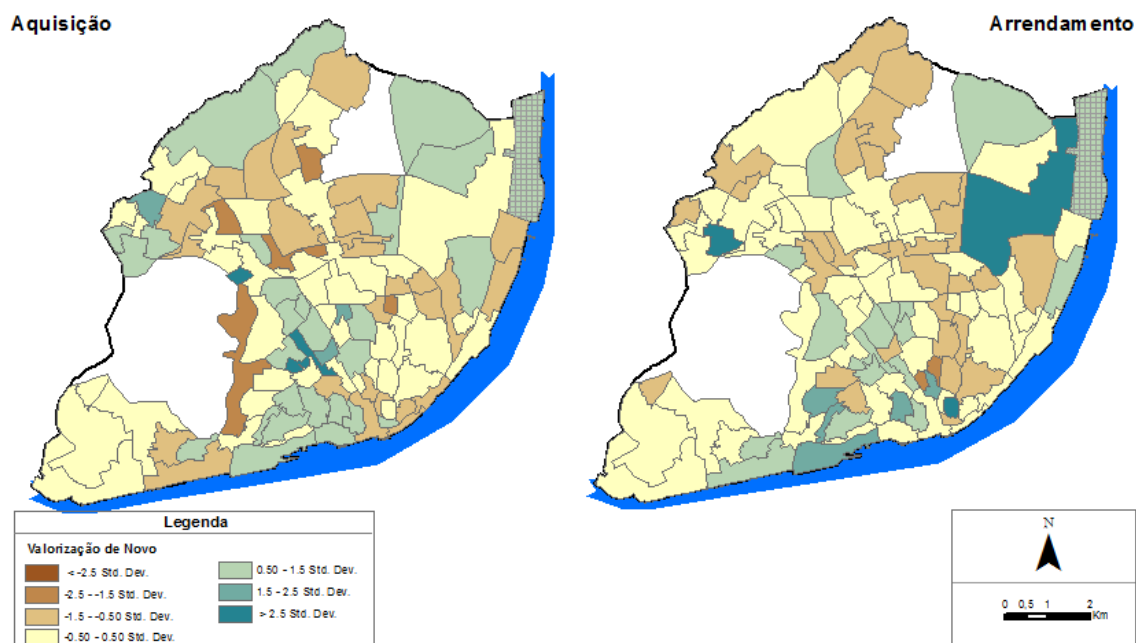 Aquisição
Arrendamento
Legenda
Valorização de Novo
< -2.5 Std. Dev.
-2.5 - -1.5 Std. Dev.
-1.5 - -0.50 Std. Dev.
-0.50 - 0.50 Std. Dev.
0.50 - 1.5 Std. Dev.
1.5 - 2.5 Std. Dev.
> 2.5 Std. Dev.
N
0 0,5 1 2
Km